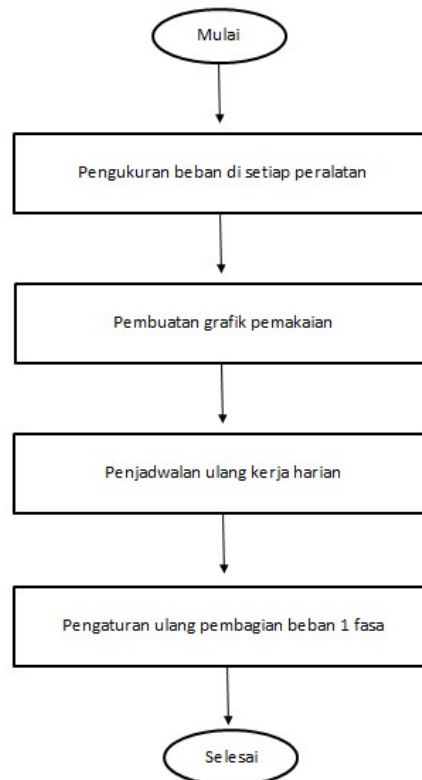 Mulai
Pengukuran beban di setiap peralatan
Pembuatan grafik pemakaian
Penjadwalan ulang kerja harian
Pengaturan ulang pembagian beban 1 fasa
Selesai